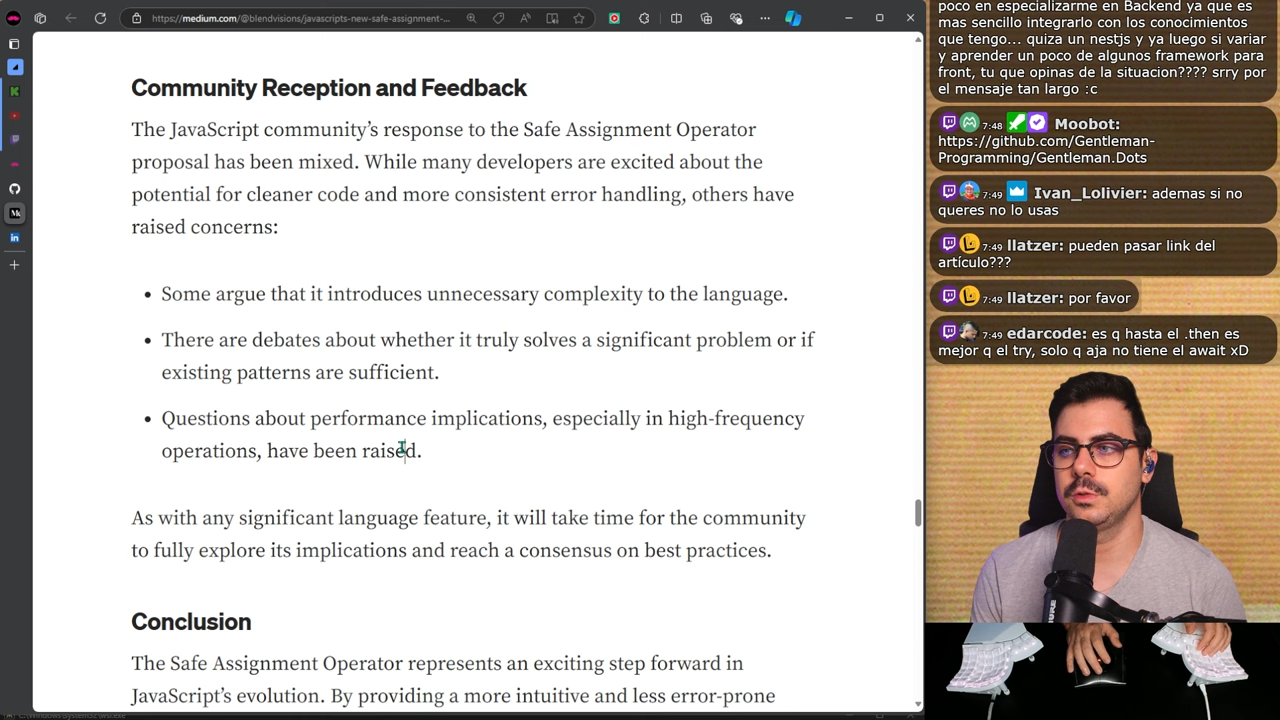 https://medium.com/@blendvisions/javascripts-new-safe-assignment-...
Community Reception and Feedback
The JavaScript community’s response to the Safe Assignment Operator
proposal has been mixed. While many developers are excited about the
potential for cleaner code and more consistent error handling, others have
raised concerns:
• Some argue that it introduces unnecessary complexity to the language.
• There are debates about whether it truly solves a significant problem or if
existing patterns are sufficient.
• Questions about performance implications, especially in high-frequency
operations, have been raised.
As with any significant language feature, it will take time for the community
to fully explore its implications and reach a consensus on best practices.
Conclusion
The Safe Assignment Operator represents an exciting step forward in
JavaScript’s evolution. By providing a more intuitive and less error-prone
poco en especializarme en Backend ya que es
mas sencillo integrarlo con los conocimientos
que tengo... quiza un nestjs y ya luego si variar
y aprender un poco de algunos framework para
front, tu que opinas de la situacion???? srry por
el mensaje tan largo :c
7:48 Moobot:
https://github.com/Gentleman-
Programming/Gentleman.Dots
7:49 Ivan_Lolivier: ademas si no
queres no lo usas
7:49 llatzer: pueden pasar link del
artículo???
7:49 llatzer: por favor
7:49 edarcode: es q hasta el .then es
mejor q el try, solo q aja no tiene el await xD